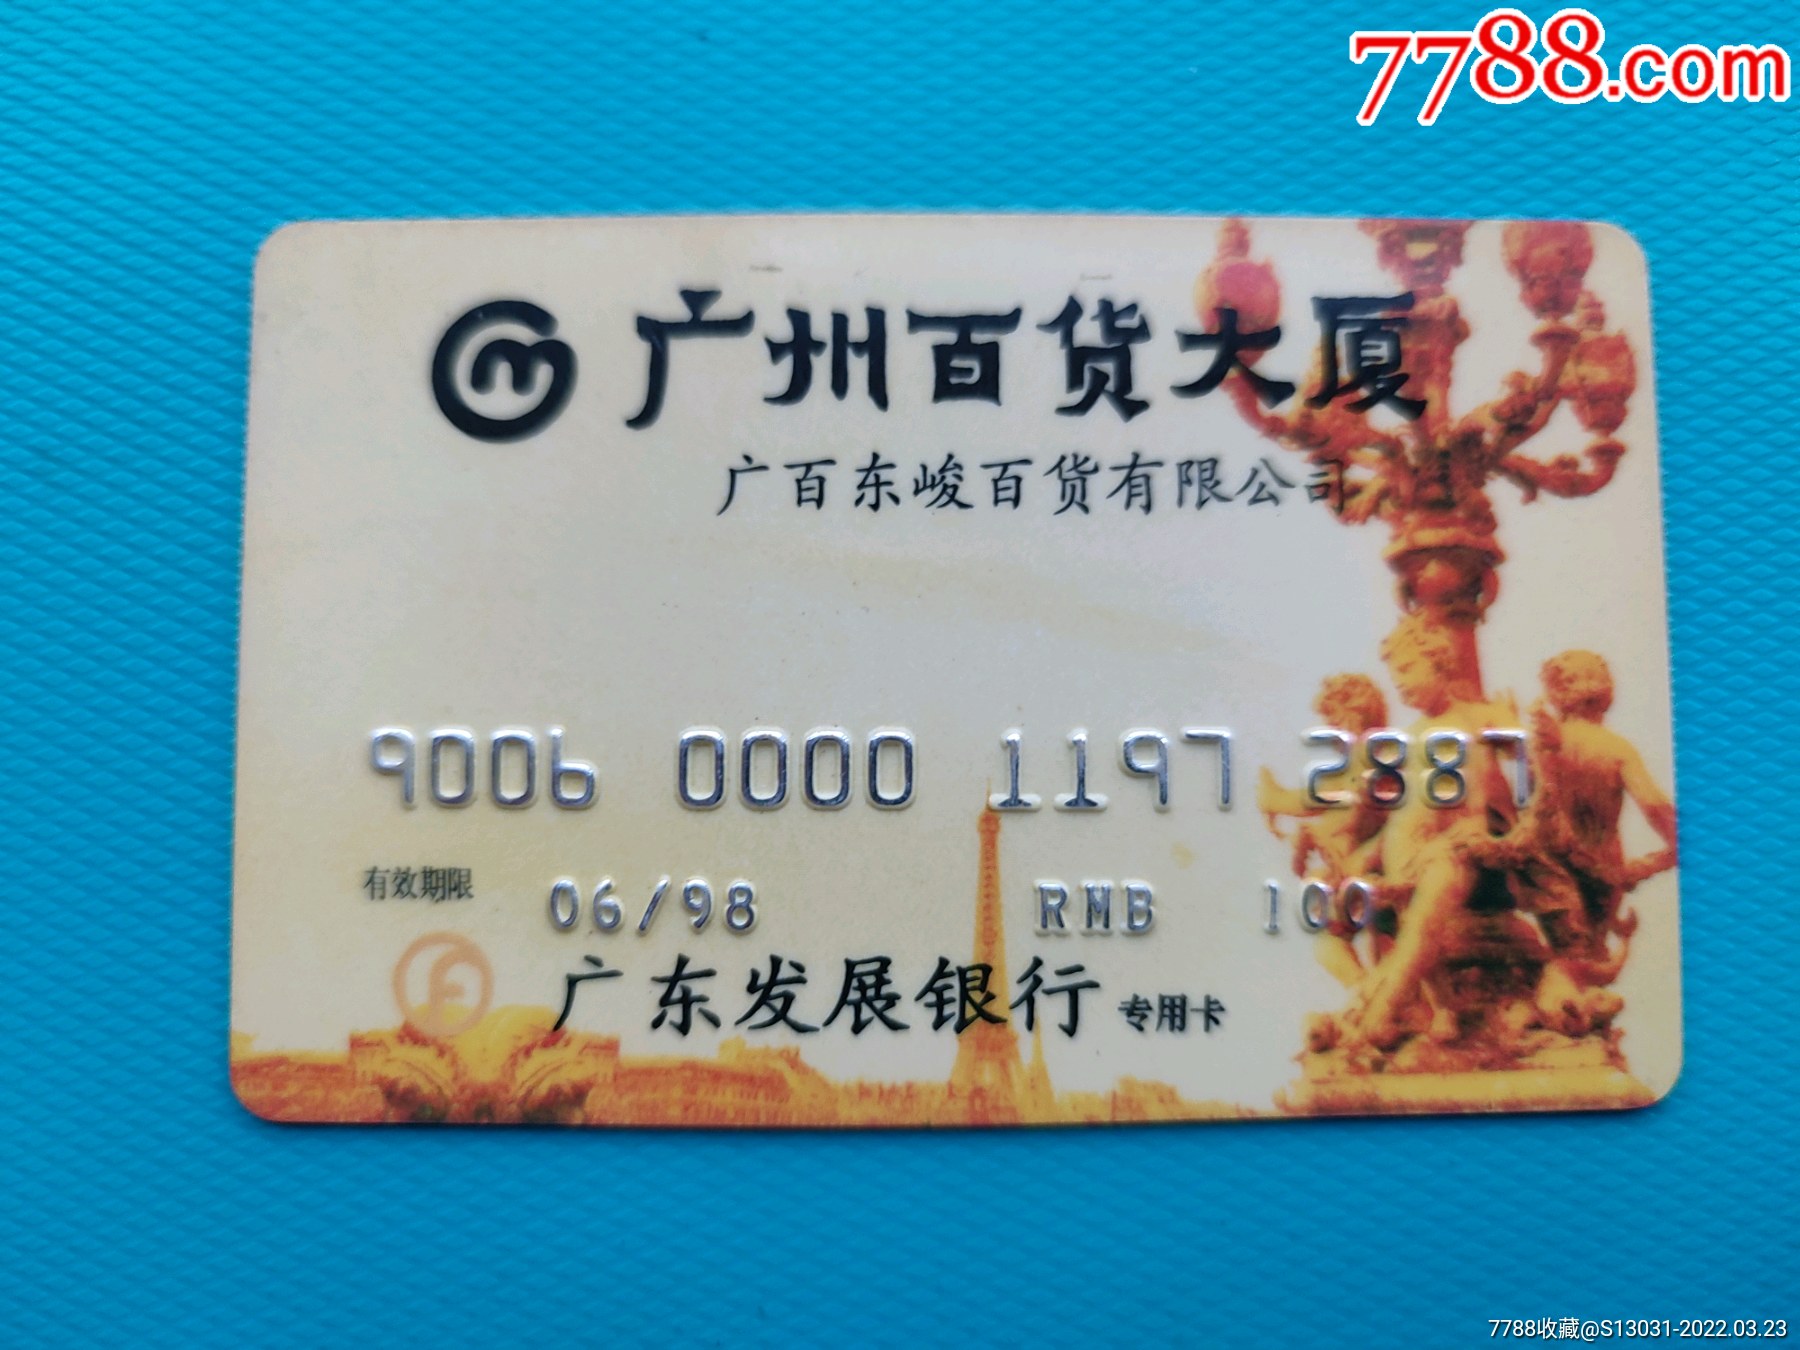 7788.com
广州百货大厦
广百东峻百货有限公司
9006 0000 1197 2887
有效期限 06/98 RMB 100
广东发展银行 专用卡
7788收藏@S13031-2022.03.23